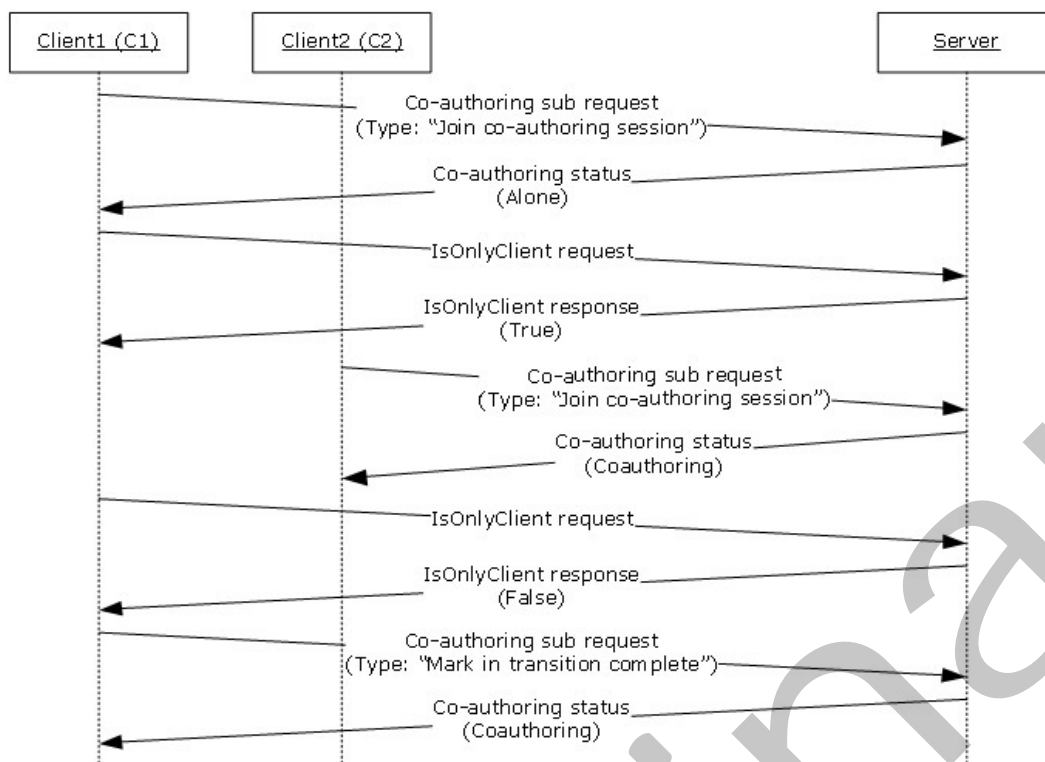 Client1 (C1)
Client2 (C2)
Server
Co-authoring sub request
(Type: “Join co-authoring session”)
Co-authoring status
(Alone)
IsOnlyClient request
IsOnlyClient response
(True)
Co-authoring sub request
(Type: “Join co-authoring session”)
Co-authoring status
(Coauthoring)
IsOnlyClient request
IsOnlyClient response
(False)
Co-authoring sub request
(Type: “Mark in transition complete”)
Co-authoring status
(Coauthoring)